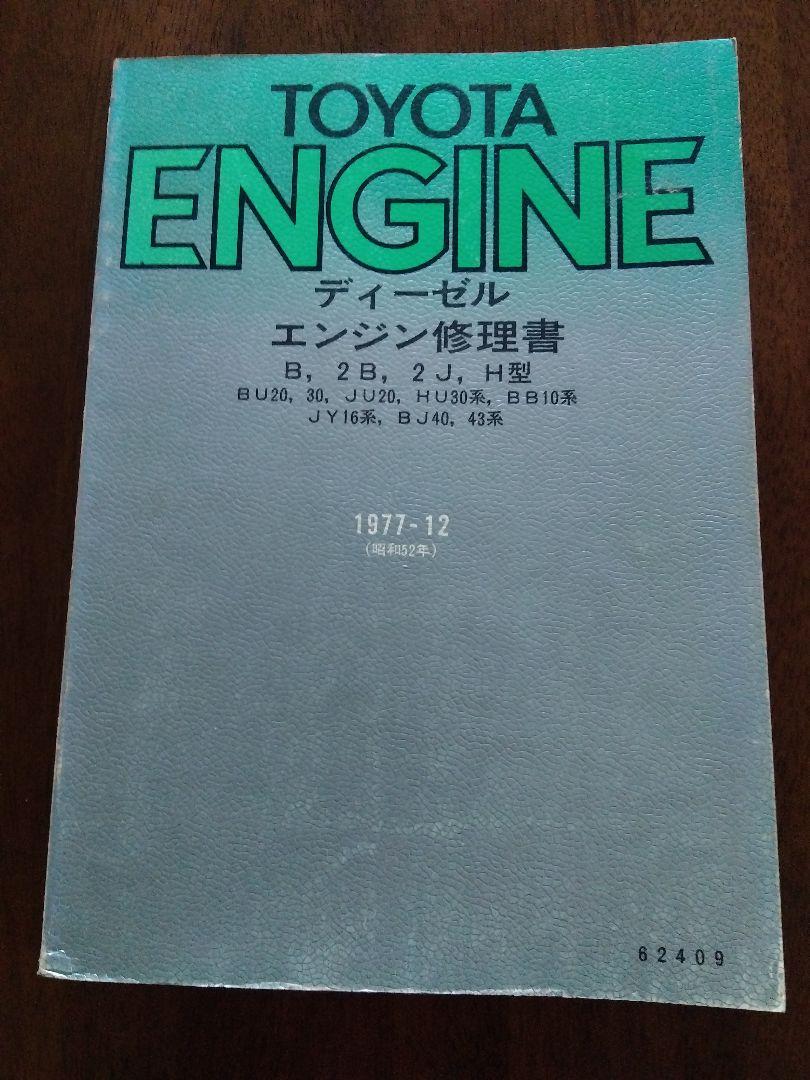 TOYOTA
ENGINE
ディーゼル
エンジン修理書
B, 2B, 2J, H型
BU20, 30, JU20, HU30系, BB10系
JY16系, BJ40, 43系
1977-12
(昭和52年)
62409